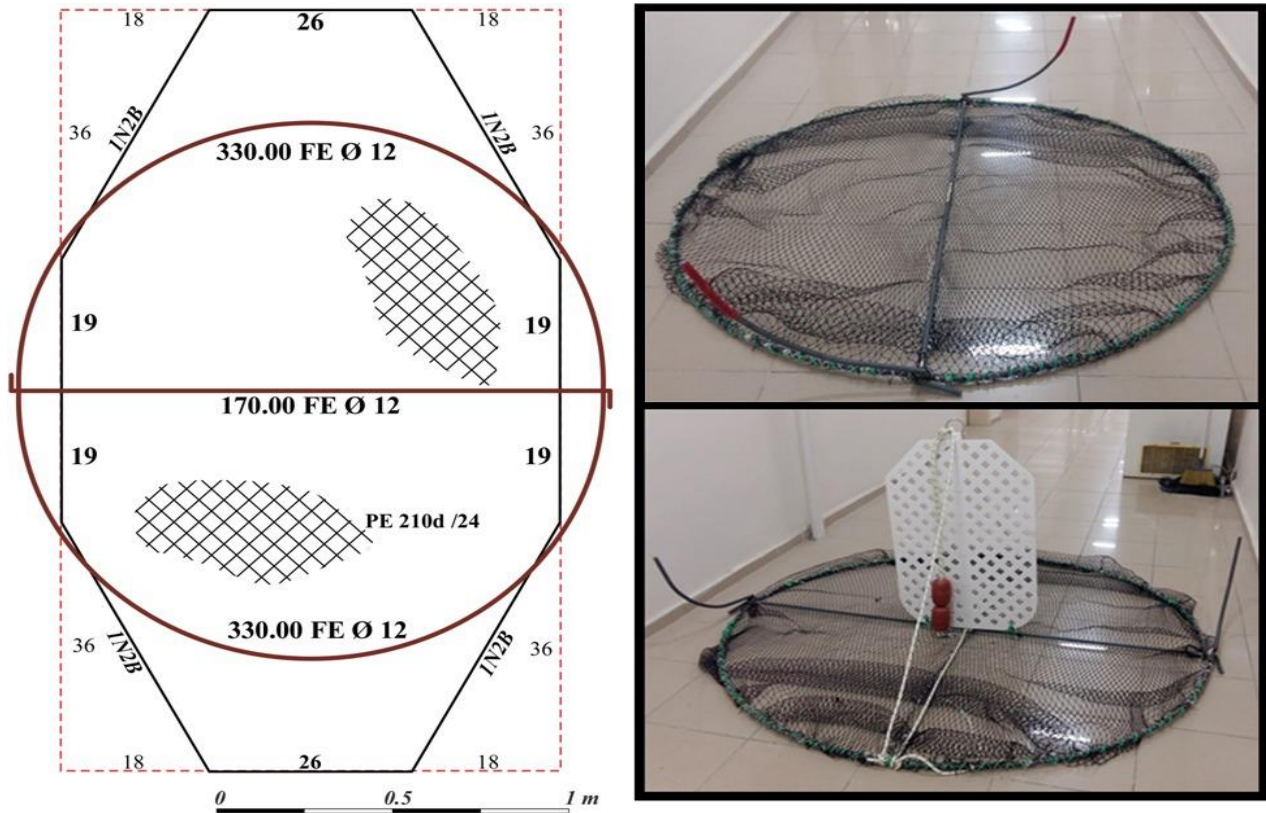 18 26 18
36 1N2B 1N2B 36
330.00 FE Ø 12
19 19
170.00 FE Ø 12
19 19
PE 210d /24
330.00 FE Ø 12
36 1N2B 1N2B 36
18 26 18
0 0.5 1 m